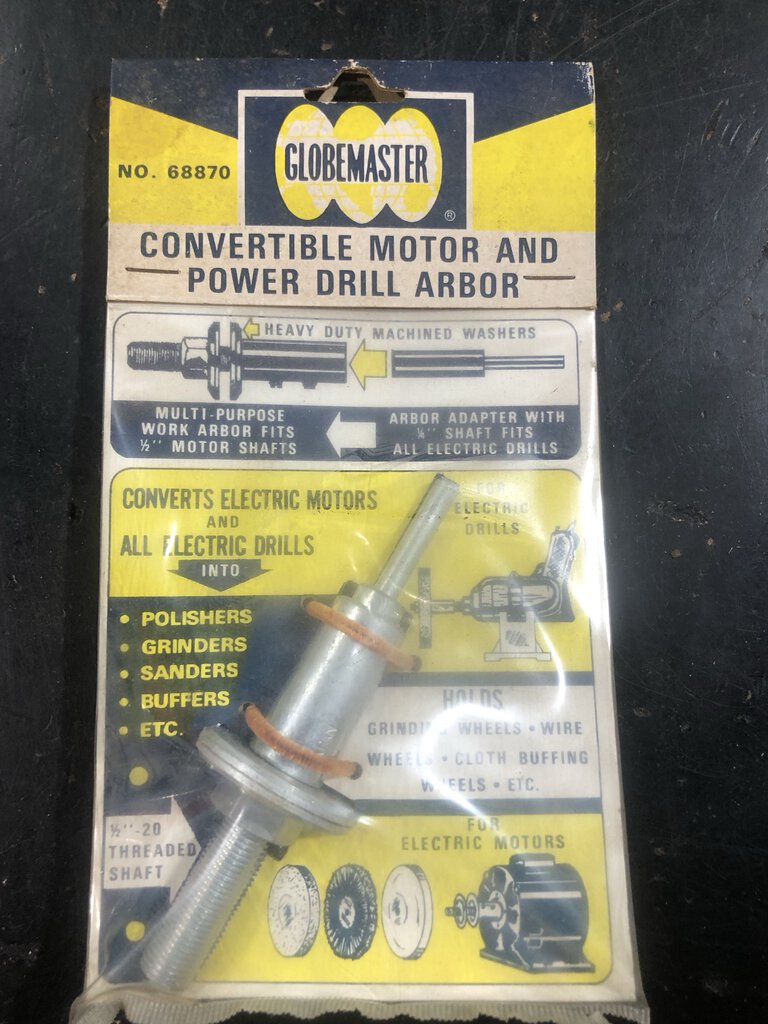 NO. 68870
GLOBEMASTER
®
CONVERTIBLE MOTOR AND
POWER DRILL ARBOR
HEAVY DUTY MACHINED WASHERS
MULTI-PURPOSE
WORK ARBOR FITS
½" MOTOR SHAFTS
ARBOR ADAPTER WITH
¼" SHAFT FITS
ALL ELECTRIC DRILLS
CONVERTS ELECTRIC MOTORS
AND
ALL ELECTRIC DRILLS
INTO
FOR
ELECTRIC
DRILLS
• POLISHERS
• GRINDERS
• SANDERS
• BUFFERS
• ETC.
HOLDS
GRINDING WHEELS • WIRE
WHEELS • CLOTH BUFFING
WHEELS • ETC.
½"-20
THREADED
SHAFT
FOR
ELECTRIC MOTORS